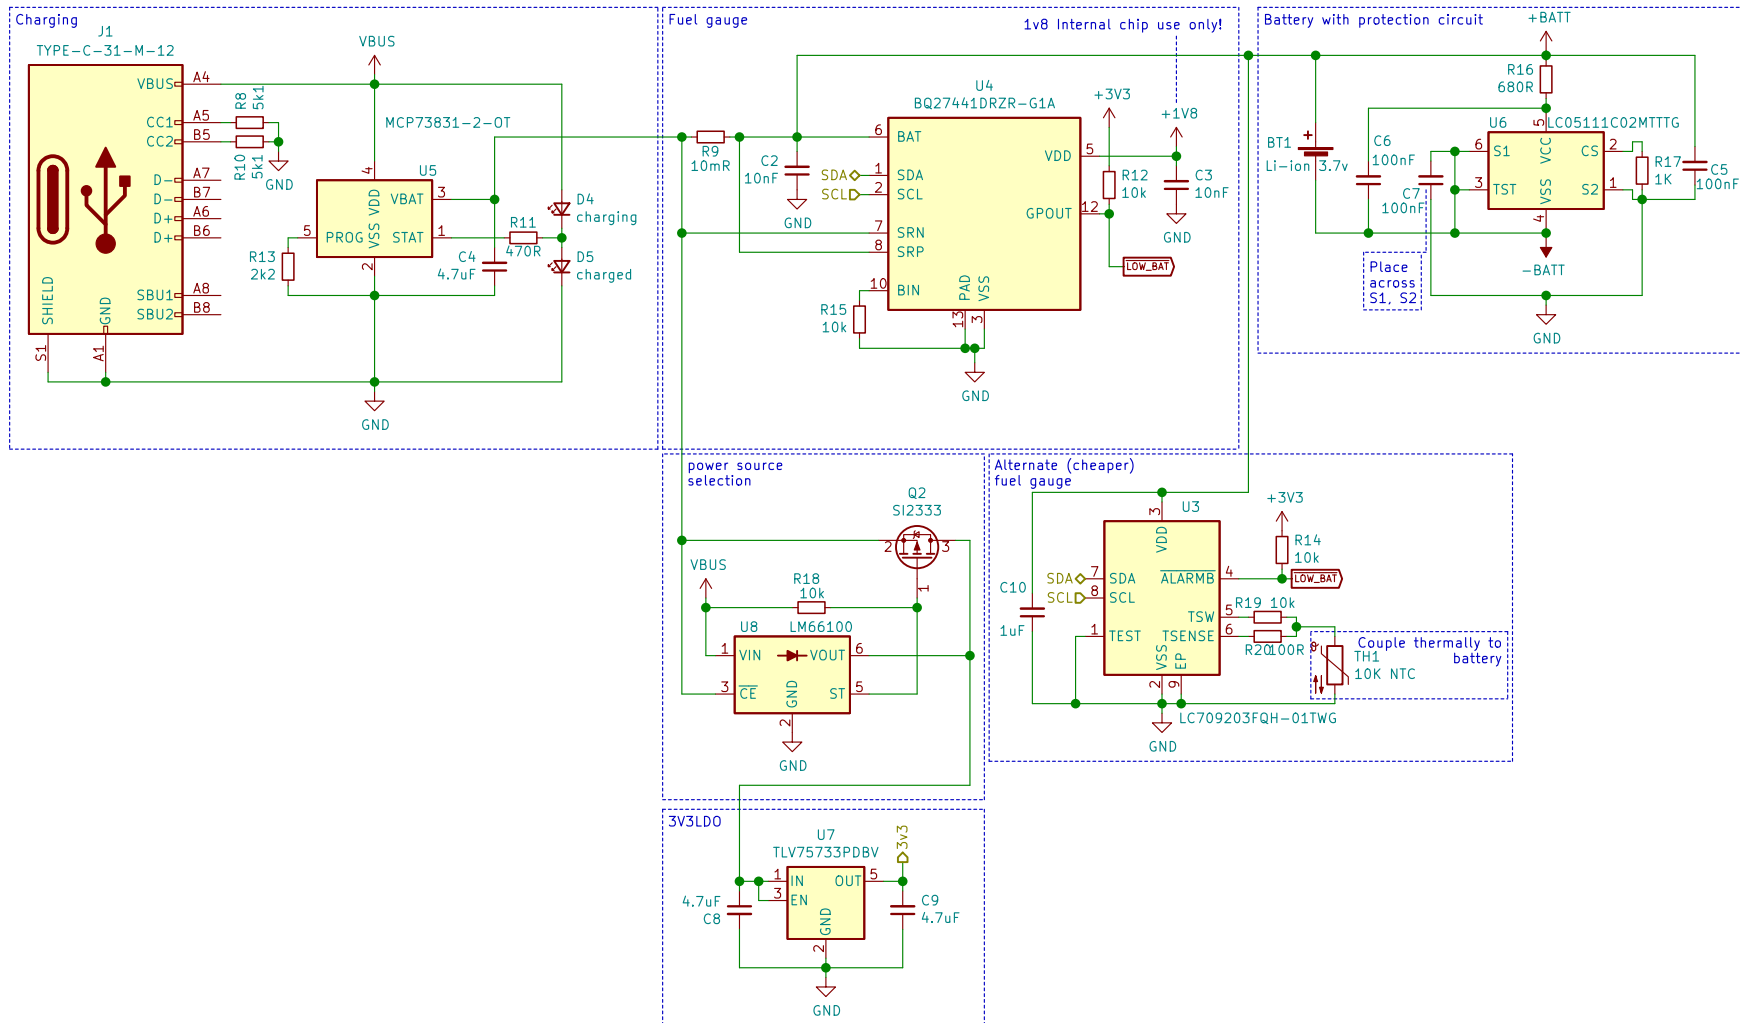 Charging
J1
TYPE-C-31-M-12
VBUS
A4
CC1
A5
CC2
B5
D-
A7
D-
B7
D+
A6
D+
B6
SBU1
A8
SBU2
B8
SHIELD
GND
S1
A1
R8
5k1
R10
5k1
GND
VBUS
MCP73831-2-OT
U5
4
VDD
VBAT
3
5
PROG
VSS
STAT
1
2
R13
2k2
R11
470R
C4
4.7uF
D4
charging
D5
charged
GND
Fuel gauge
1v8 Internal chip use only!
U4
BQ27441DRZR-G1A
R9
10mR
C2
10nF
GND
SDA
SCL
6
BAT
1
SDA
2
SCL
7
SRN
8
SRP
10
BIN
VDD
5
GPOUT
12
PAD
VSS
13
3
R15
10k
GND
+3V3
R12
10k
+1V8
C3
10nF
GND
LOW_BAT
Battery with protection circuit
+BATT
R16
680R
5
LC05111C02MTTTG
U6
6
S1
VCC
CS
2
3
TST
VSS
S2
1
4
BT1
+
Li-ion 3.7v
C6
100nF
C7
100nF
R17
1K
C5
100nF
-BATT
Place
across
S1, S2
GND
power source
selection
Q2
SI2333
2
3
1
VBUS
R18
10k
U8
LM66100
1
VIN
VOUT
6
3
CE
GND
ST
5
2
GND
Alternate (cheaper)
fuel gauge
U3
3
VDD
SDA
7
SDA
SCL
8
SCL
1
TEST
ALARMB
4
TSW
5
TSENSE
6
VSS
EP
2
9
LC709203FQH-01TWG
GND
C10
1uF
+3V3
R14
10k
LOW_BAT
R19 10k
R20
100R
θ
Couple thermally to
battery
TH1
10K NTC
3V3LDO
U7
TLV75733PDBV
3v3
1
IN
OUT
5
3
EN
GND
2
4.7uF
C8
C9
4.7uF
GND